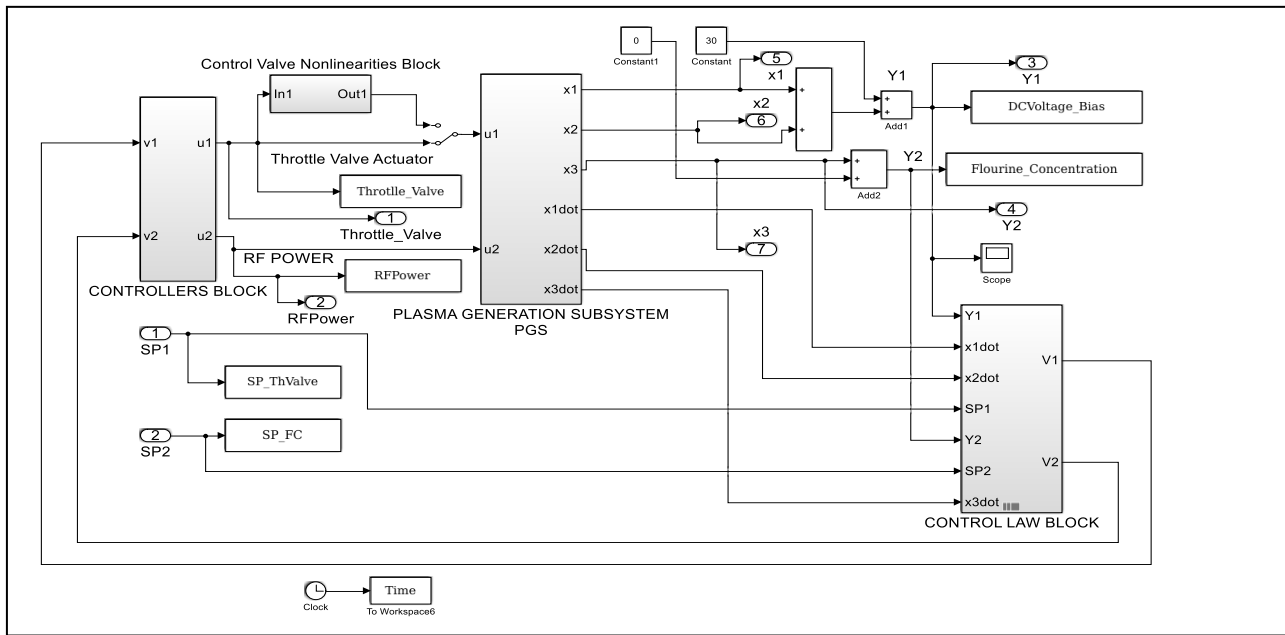 0
Constant1
30
Constant
5
x1
x2
6
Y1
+
+
Add1
3
Y1
DCVoltage_Bias
+
+
Control Valve Nonlinearities Block
In1
Out1
Throttle Valve Actuator
v1
v2
u1
u2
CONTROLLERS BLOCK
Throtlle_Valve
1
Throttle_Valve
RF POWER
RFPower
2
RFPower
u1
u2
x1
x2
x3
x1dot
x2dot
x3dot
PLASMA GENERATION SUBSYSTEM
PGS
Y2
+
+
Add2
Flourine_Concentration
4
Y2
x3
7
Scope
1
SP1
SP_ThValve
2
SP2
SP_FC
Y1
x1dot
x2dot
SP1
Y2
SP2
x3dot
V1
V2
CONTROL LAW BLOCK
Clock
Time
To Workspace6